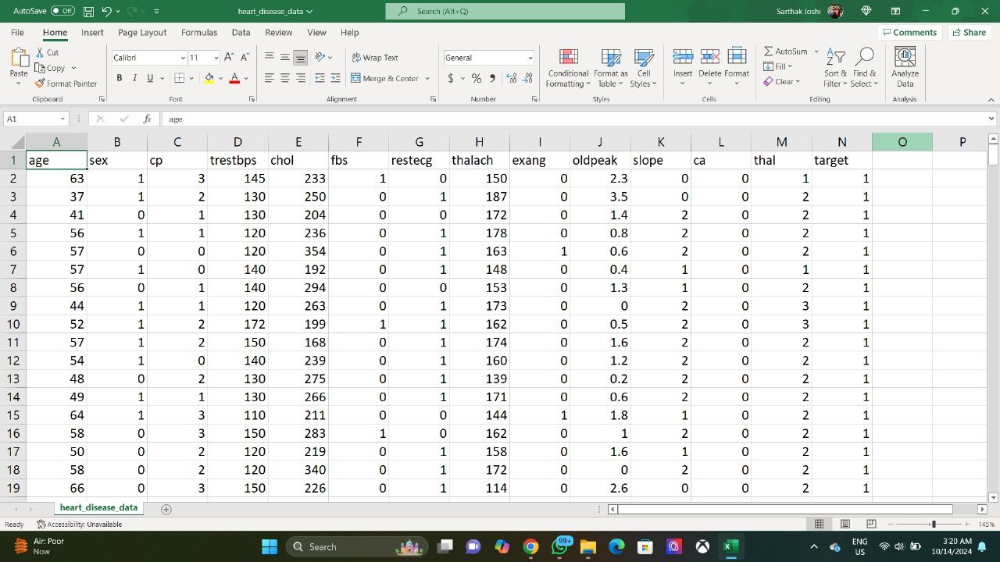 AutoSave Off heart_disease_data Search (Alt+Q) Sarthak Joshi
File Home Insert Page Layout Formulas Data Review View Help Comments Share
Paste Cut Copy Format Painter Clipboard
Calibri 11 B I U A Font
Wrap Text Merge & Center Alignment
General $ % , Number
Conditional Formatting Format as Table Cell Styles Styles
Insert Delete Format Cells
AutoSum Fill Clear Sort & Filter Find & Select Editing
Analyze Data Analysis
A1 fx age
A B C D E F G H I J K L M N O P
1 age sex cp trestbps chol fbs restecg thalach exang oldpeak slope ca thal target
2 63 1 3 145 233 1 0 150 0 2.3 0 0 1 1
3 37 1 2 130 250 0 1 187 0 3.5 0 0 2 1
4 41 0 1 130 204 0 0 172 0 1.4 2 0 2 1
5 56 1 1 120 236 0 1 178 0 0.8 2 0 2 1
6 57 0 0 120 354 0 1 163 1 0.6 2 0 2 1
7 57 1 0 140 192 0 1 148 0 0.4 1 0 1 1
8 56 0 1 140 294 0 0 153 0 1.3 1 0 2 1
9 44 1 1 120 263 0 1 173 0 0 2 0 3 1
10 52 1 2 172 199 1 1 162 0 0.5 2 0 3 1
11 57 1 2 150 168 0 1 174 0 1.6 2 0 2 1
12 54 1 0 140 239 0 1 160 0 1.2 2 0 2 1
13 48 0 2 130 275 0 1 139 0 0.2 2 0 2 1
14 49 1 1 130 266 0 1 171 0 0.6 2 0 2 1
15 64 1 3 110 211 0 0 144 1 1.8 1 0 2 1
16 58 0 3 150 283 1 0 162 0 1 2 0 2 1
17 50 0 2 120 219 0 1 158 0 1.6 1 0 2 1
18 58 0 2 120 340 0 1 172 0 0 2 0 2 1
19 66 0 3 150 226 0 1 114 0 2.6 0 0 2 1
heart_disease_data
Ready Accessibility: Unavailable 145%
Air: Poor
Now
Search
99+
ENG
US
3:20 AM
10/14/2024